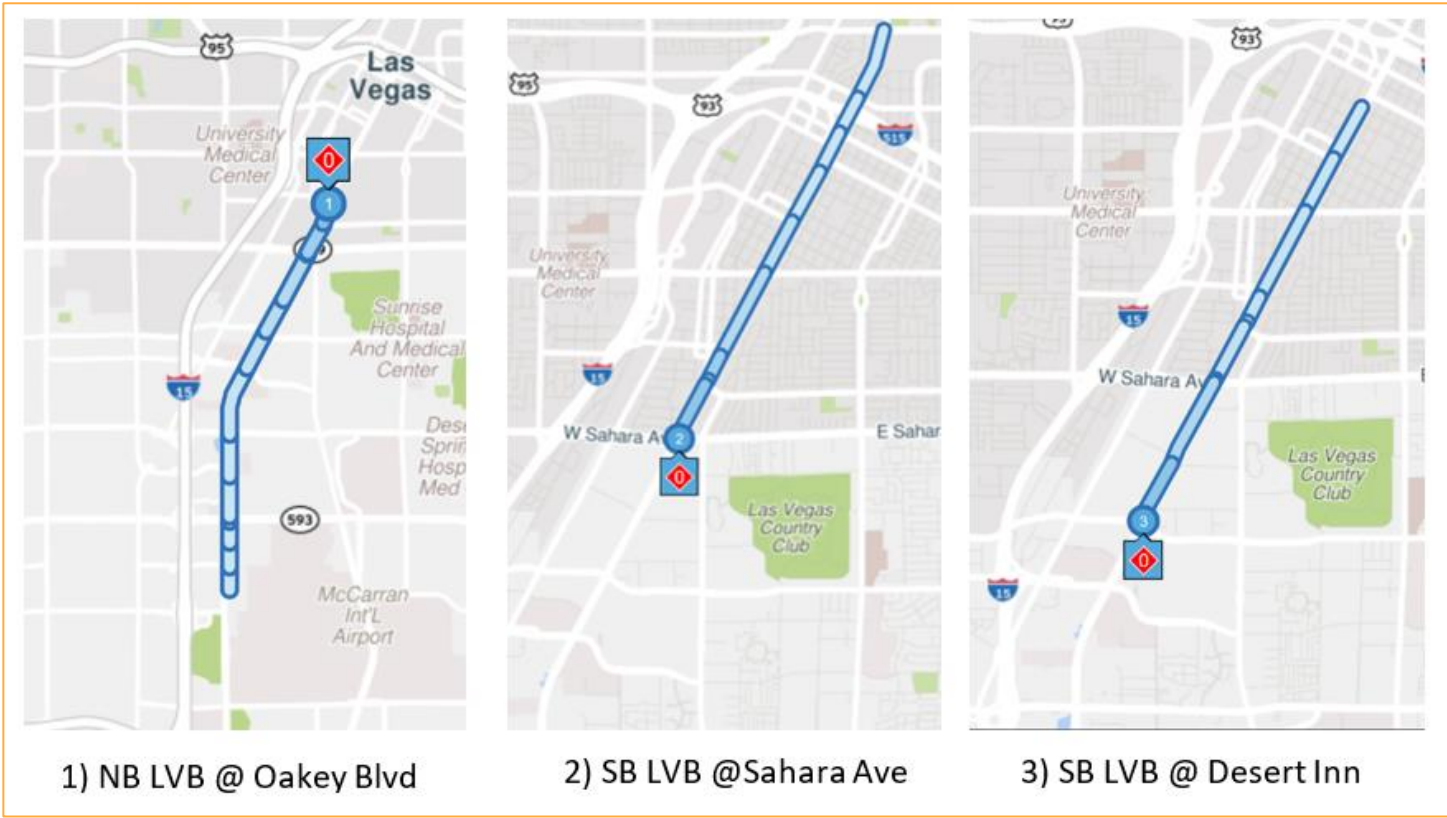 95
Las
Vegas
University
Medical
Center
0
1
Sunrise
Hospital
And Medical
Center
15
593
McCarran
Int'L
Airport
1) NB LVB @ Oakey Blvd
95
93
515
University
Medical
Center
15
W Sahara
2
E Sahar
0
Las Vegas
Country
Club
2) SB LVB @Sahara Ave
93
University
Medical
Center
15
W Sahara Av
Las Vegas
Country
Club
3
0
15
3) SB LVB @ Desert Inn